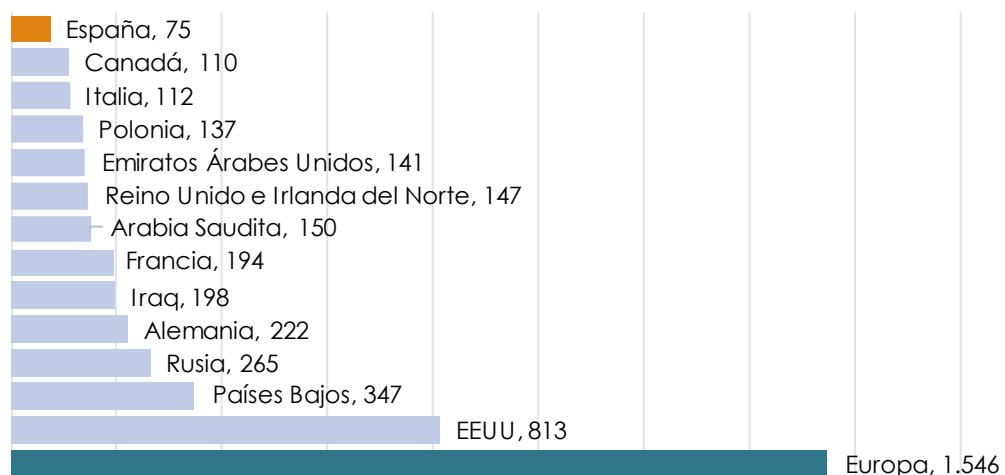 España, 75
Canadá, 110
Italia, 112
Polonia, 137
Emiratos Árabes Unidos, 141
Reino Unido e Irlanda del Norte, 147
Arabia Saudita, 150
Francia, 194
Iraq, 198
Alemania, 222
Rusia, 265
Países Bajos, 347
EEUU, 813
Europa, 1.546